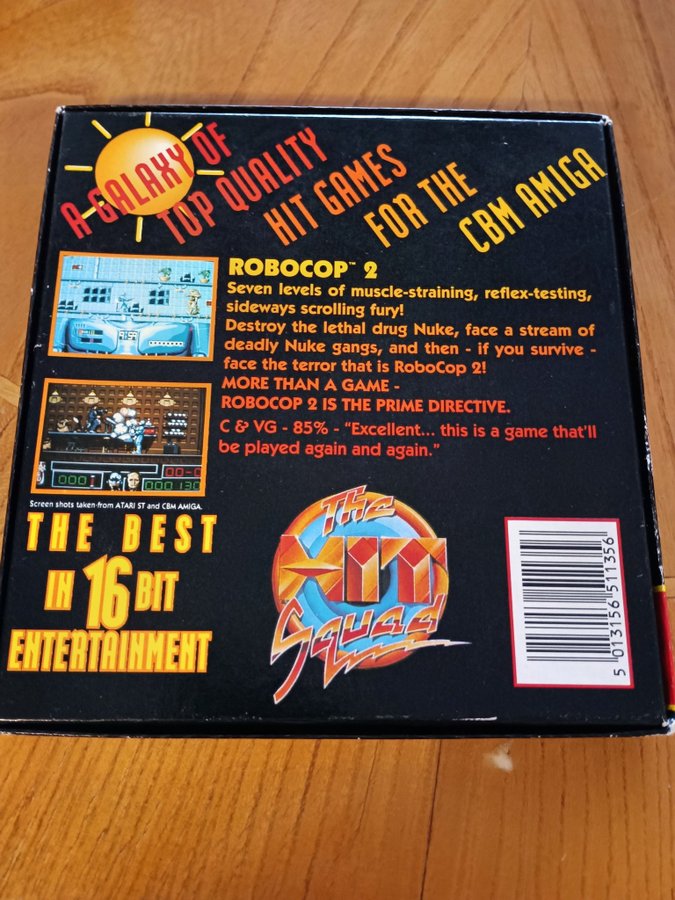 A GALAXY OF
TOP QUALITY
HIT GAMES
FOR THE
CBM AMIGA
ROBOCOP™ 2
Seven levels of muscle-straining, reflex-testing,
sideways scrolling fury!
Destroy the lethal drug Nuke, face a stream of
deadly Nuke gangs, and then - if you survive -
face the terror that is RoboCop 2!
MORE THAN A GAME -
ROBOCOP 2 IS THE PRIME DIRECTIVE.
C & VG - 85% - “Excellent... this is a game that'll
be played again and again.”
Screen shots taken from ATARI ST and CBM AMIGA.
THE BEST
IN 16 BIT
ENTERTAINMENT
The
HIT
Squad
5 013156 511356